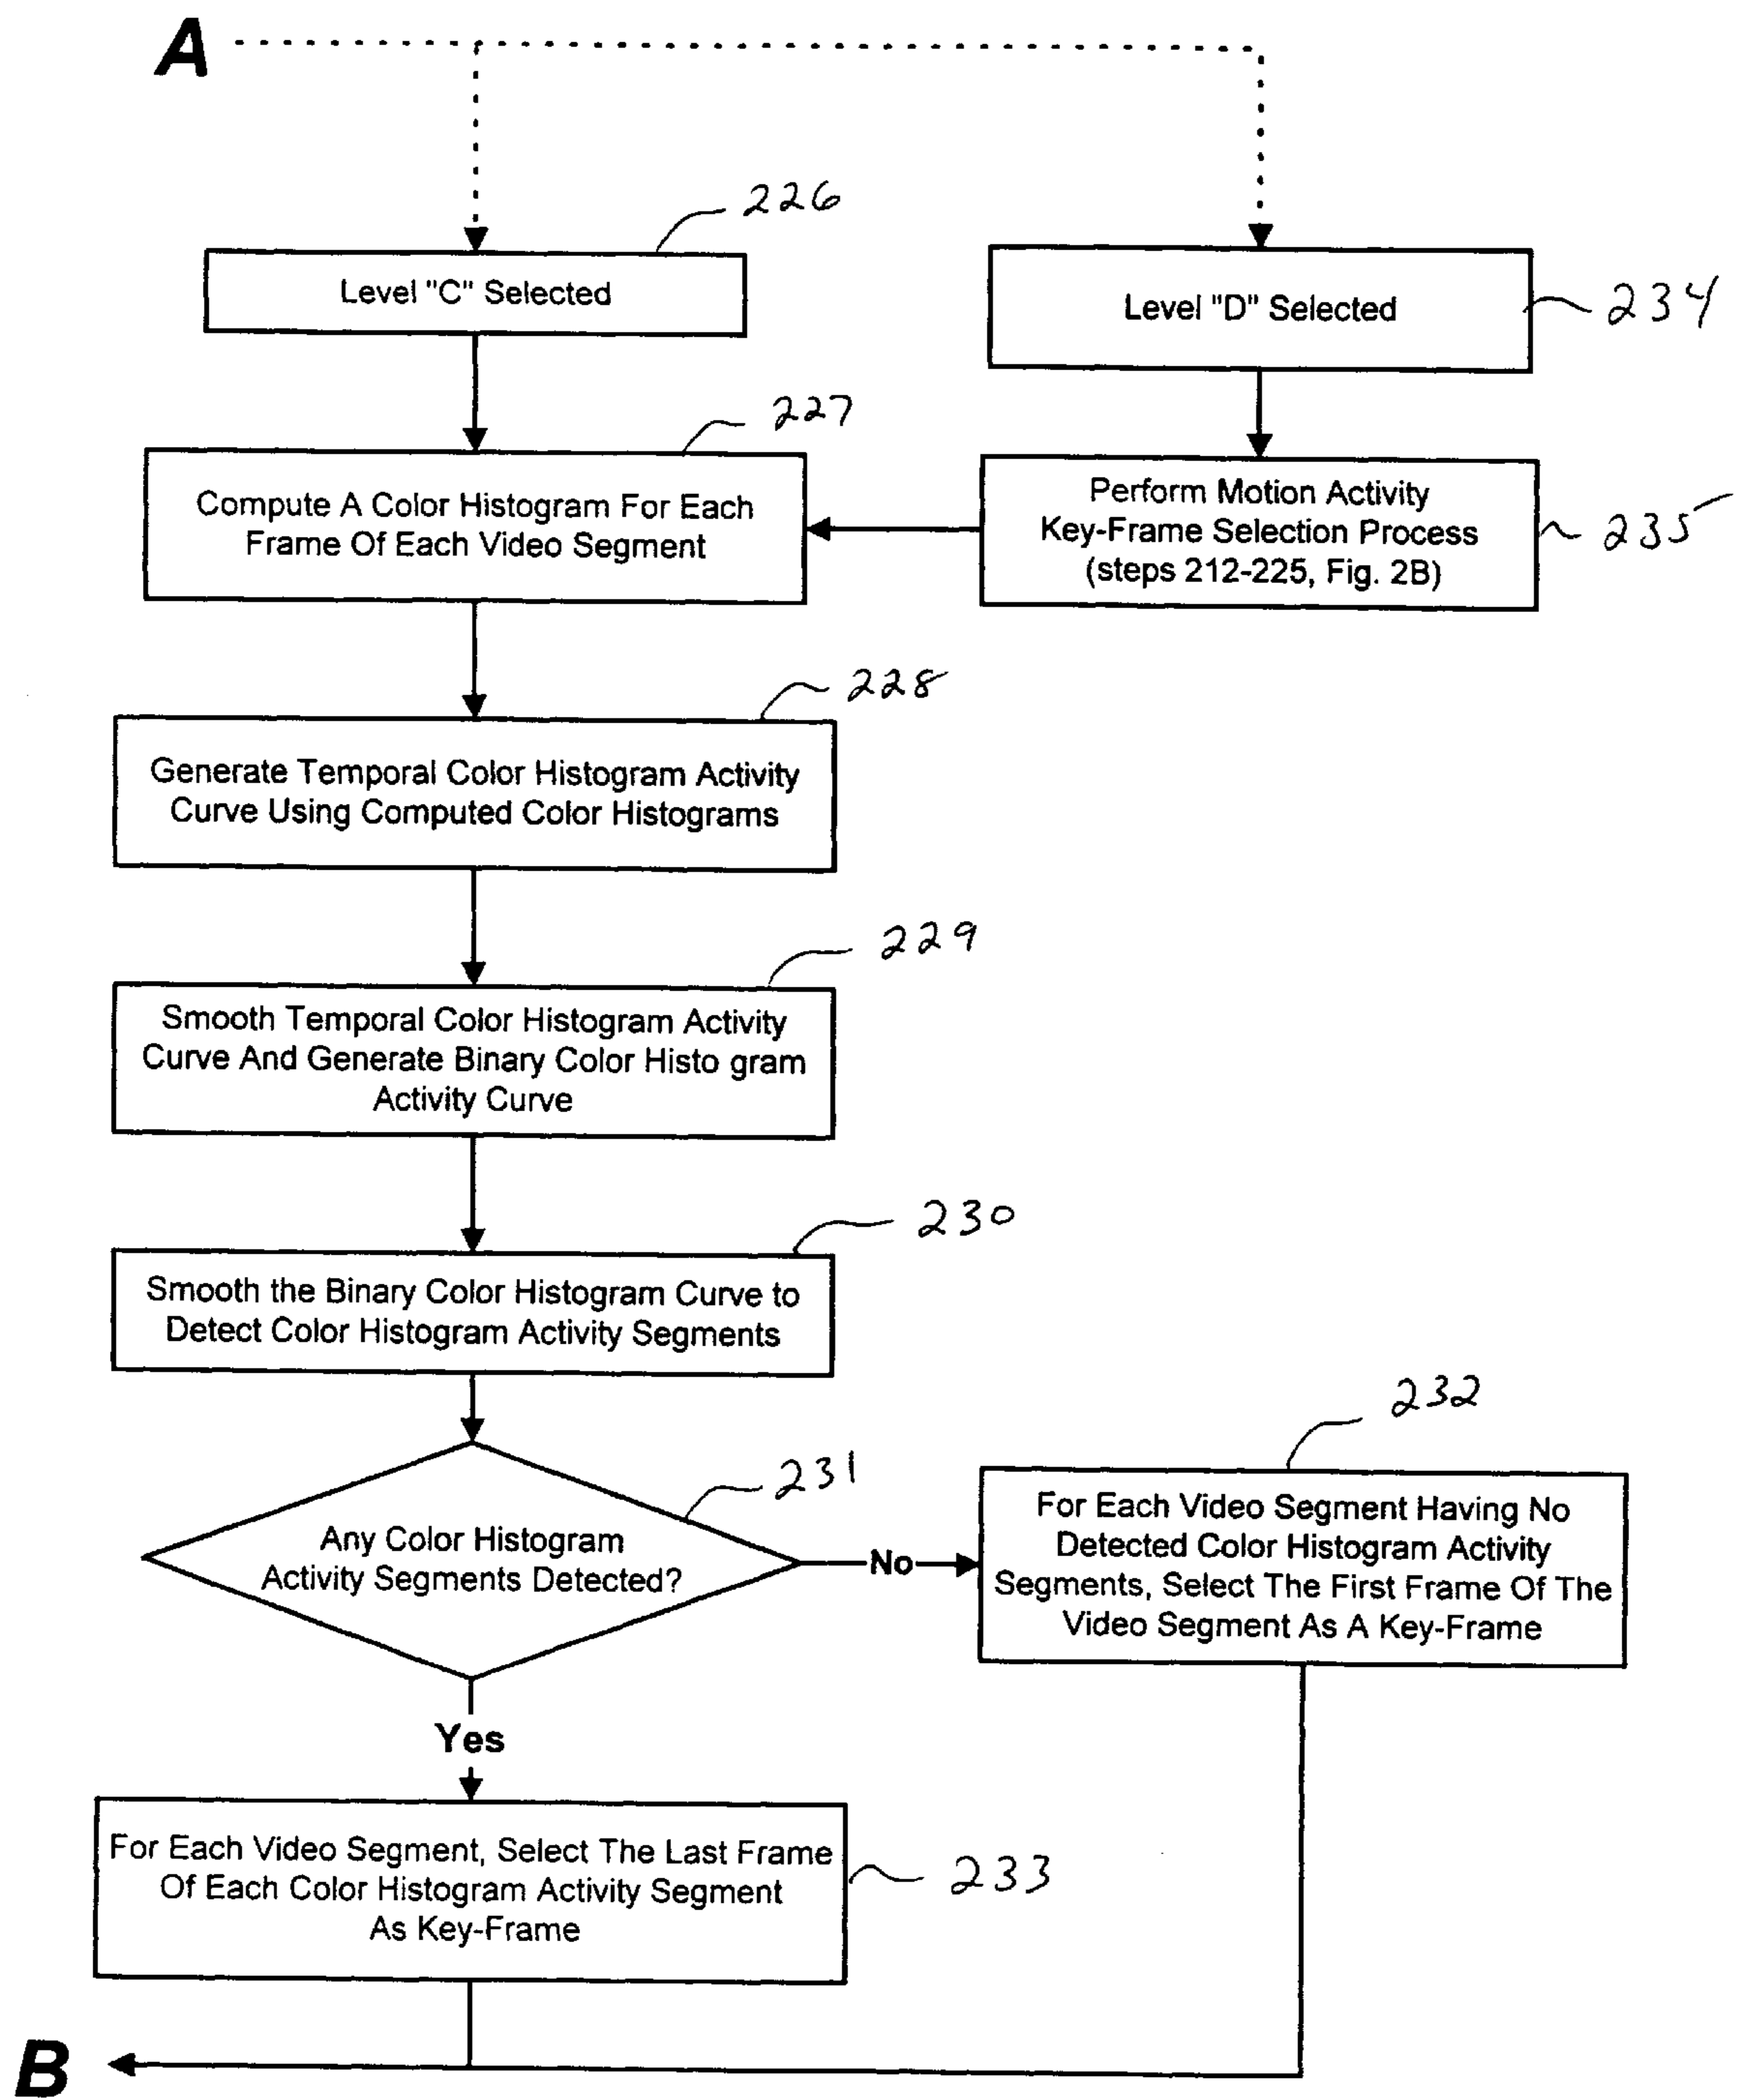 A
226
Level "C" Selected
Level "D" Selected
234
227
Compute A Color Histogram For Each
Frame Of Each Video Segment
Perform Motion Activity
Key-Frame Selection Process
(steps 212-225, Fig. 2B)
235
228
Generate Temporal Color Histogram Activity
Curve Using Computed Color Histograms
229
Smooth Temporal Color Histogram Activity
Curve And Generate Binary Color Histo gram
Activity Curve
230
Smooth the Binary Color Histogram Curve to
Detect Color Histogram Activity Segments
231
Any Color Histogram
Activity Segments Detected?
No
232
For Each Video Segment Having No
Detected Color Histogram Activity
Segments, Select The First Frame Of The
Video Segment As A Key-Frame
Yes
For Each Video Segment, Select The Last Frame
Of Each Color Histogram Activity Segment
As Key-Frame
233
B